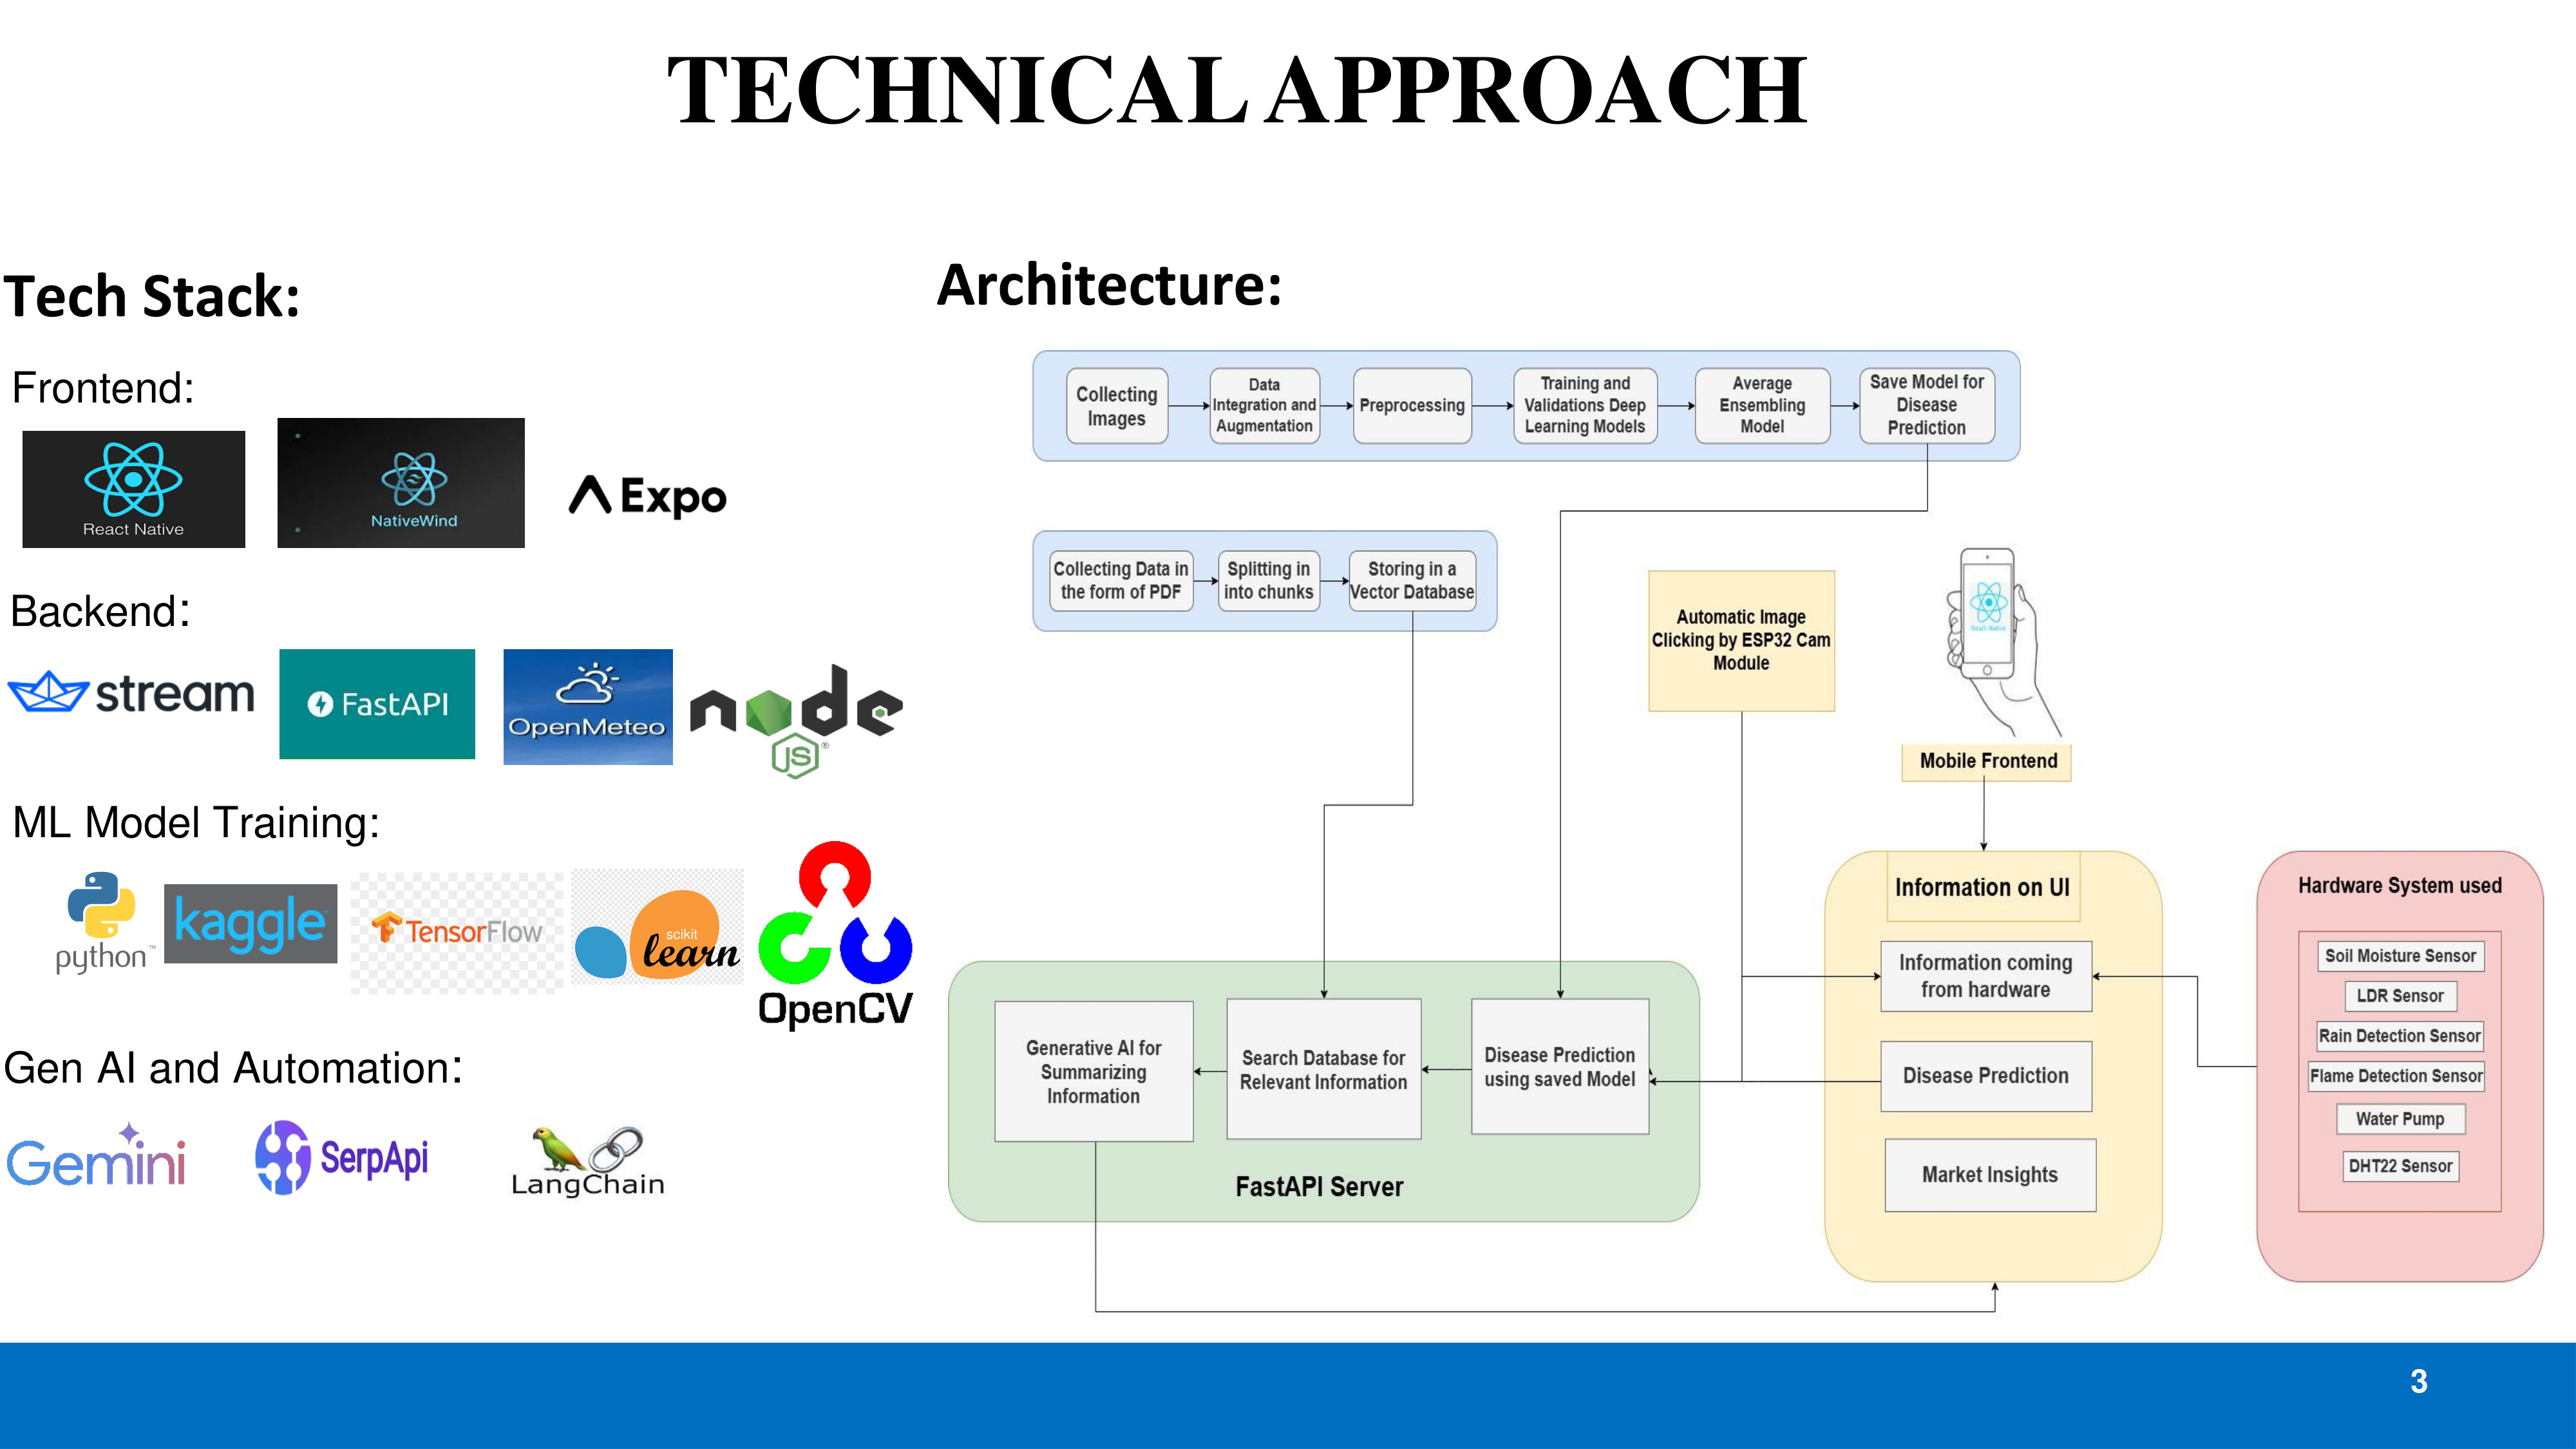 TECHNICAL APPROACH
Tech Stack:
Frontend:
React Native
NativeWind
Expo
Backend:
stream
FastAPI
OpenMeteo
node
JS®
ML Model Training:
python™
kaggle
TensorFlow
scikit
learn
OpenCV
Gen AI and Automation:
Gemini
SerpApi
LangChain
Architecture:
Collecting
Images
Data
Integration and
Augmentation
Preprocessing
Training and
Validations Deep
Learning Models
Average
Ensembling
Model
Save Model for
Disease
Prediction
Collecting Data in
the form of PDF
Splitting in
into chunks
Storing in a
Vector Database
Automatic Image
Clicking by ESP32 Cam
Module
React Native
Mobile Frontend
Information on UI
Information coming
from hardware
Disease Prediction
Market Insights
Hardware System used
Soil Moisture Sensor
LDR Sensor
Rain Detection Sensor
Flame Detection Sensor
Water Pump
DHT22 Sensor
Generative AI for
Summarizing
Information
Search Database for
Relevant Information
Disease Prediction
using saved Model
FastAPI Server
3